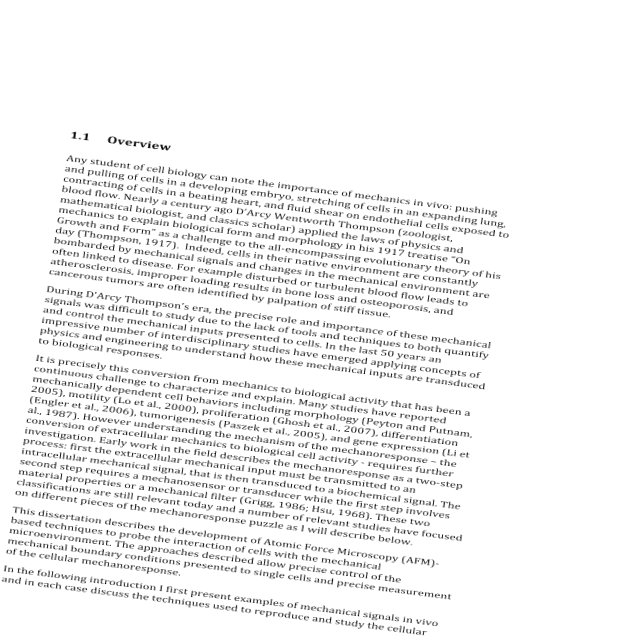 1.1 Overview
Any student of cell biology can note the importance of mechanics in vivo: pushing
and pulling of cells in a developing embryo, stretching of cells in an expanding lung,
contracting of cells in a beating heart, and fluid shear on endothelial cells exposed to
blood flow. Nearly a century ago D'Arcy Wentworth Thompson (zoologist,
mathematical biologist, and classics scholar) applied the laws of physics and
mechanics to explain biological form and morphology in his 1917 treatise "On
Growth and Form" as a challenge to the all-encompassing evolutionary theory of his
day (Thompson, 1917). Indeed, cells in their native environment are constantly
bombarded by mechanical signals and changes in the mechanical environment are
often linked to disease. For example disturbed or turbulent blood flow leads to
atherosclerosis, improper loading results in bone loss and osteoporosis, and
cancerous tumors are often identified by palpation of stiff tissue.
During D'Arcy Thompson's era, the precise role and importance of these mechanical
signals was difficult to study due to the lack of tools and techniques to both quantify
and control the mechanical inputs presented to cells. In the last 50 years an
impressive number of interdisciplinary studies have emerged applying concepts of
physics and engineering to understand how these mechanical inputs are transduced
to biological responses.
It is precisely this conversion from mechanics to biological activity that has been a
continuous challenge to characterize and explain. Many studies have reported
mechanically dependent cell behaviors including morphology (Peyton and Putnam,
2005), motility (Lo et al., 2000), proliferation (Ghosh et al., 2007), differentiation
(Engler et al., 2006), tumorigenesis (Paszek et al., 2005), and gene expression (Li et
al., 1987). However understanding the mechanism of the mechanoresponse – the
conversion of extracellular mechanics to biological cell activity - requires further
investigation. Early work in the field describes the mechanoresponse as a two-step
process: first the extracellular mechanical input must be transmitted to an
intracellular mechanical signal, that is then transduced to a biochemical signal. The
second step requires a mechanosensor or transducer while the first step involves
material properties or a mechanical filter (Grigg, 1986; Hsu, 1968). These two
classifications are still relevant today and a number of relevant studies have focused
on different pieces of the mechanoresponse puzzle as I will describe below.
This dissertation describes the development of Atomic Force Microscopy (AFM)-
based techniques to probe the interaction of cells with the mechanical
microenvironment. The approaches described allow precise control of the
mechanical boundary conditions presented to single cells and precise measurement
of the cellular mechanoresponse.
In the following introduction I first present examples of mechanical signals in vivo
and in each case discuss the techniques used to reproduce and study the cellular